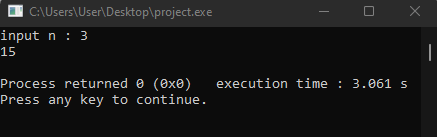 C:\Users\User\Desktop\project.exe
input n : 3
15
Process returned 0 (0x0)   execution time : 3.061 s
Press any key to continue.